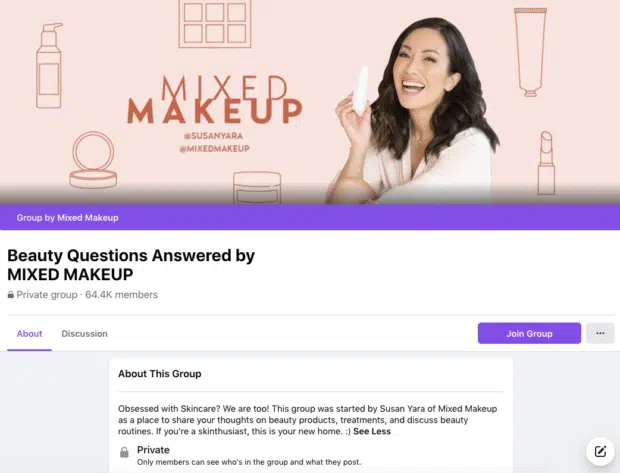 MIXED
MAKEUP
@SUSANYARA
@MIXEDMAKEUP
Group by Mixed Makeup
Beauty Questions Answered by
MIXED MAKEUP
Private group · 64.4K members
About Discussion Join Group ...
About This Group
Obsessed with Skincare? We are too! This group was started by Susan Yara of Mixed Makeup
as a place to share your thoughts on beauty products, treatments, and discuss beauty
routines. If you're a skinthusiast, this is your new home. :) See Less
Private
Only members can see who's in the group and what they post.